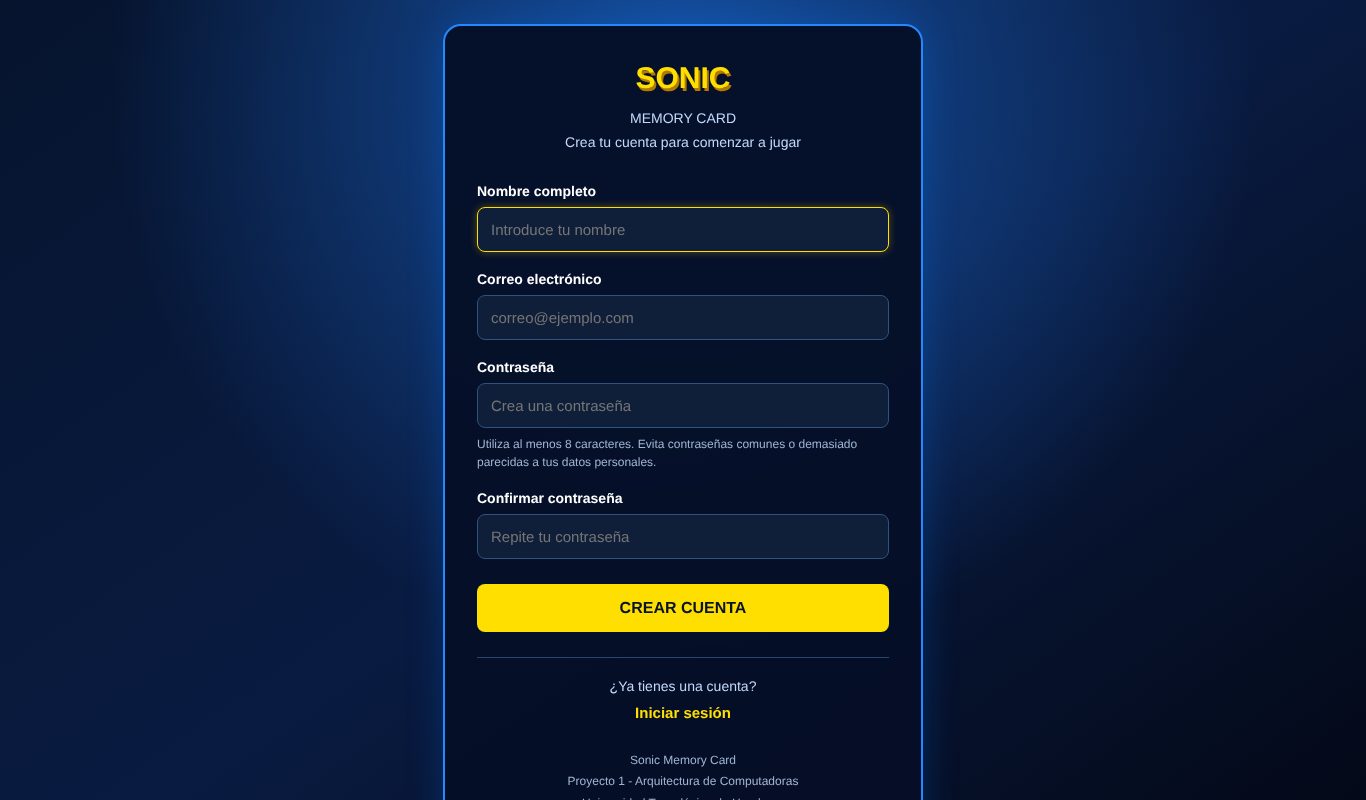 SONIC
MEMORY CARD
Crea tu cuenta para comenzar a jugar
Nombre completo
Introduce tu nombre
Correo electrónico
correo@ejemplo.com
Contraseña
Crea una contraseña
Utiliza al menos 8 caracteres. Evita contraseñas comunes o demasiado
parecidas a tus datos personales.
Confirmar contraseña
Repite tu contraseña
CREAR CUENTA
¿Ya tienes una cuenta?
Iniciar sesión
Sonic Memory Card
Proyecto 1 - Arquitectura de Computadoras